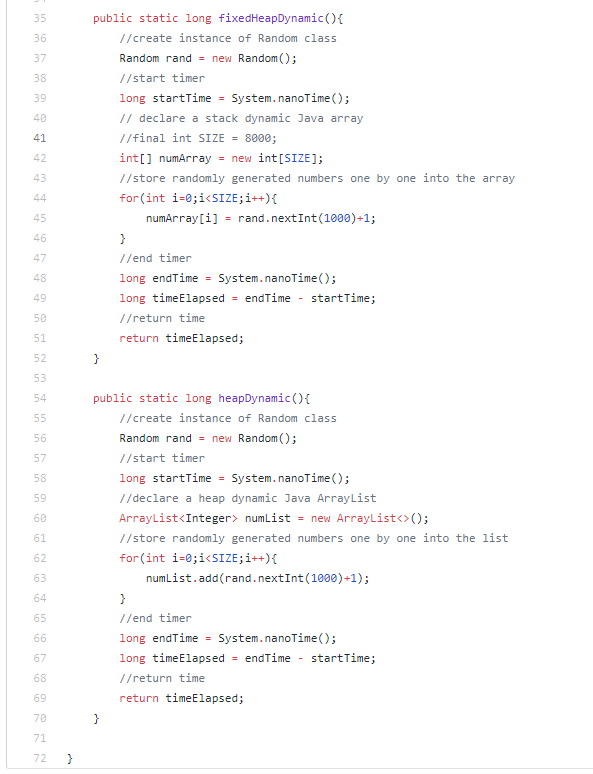 35 public static long fixedHeapDynamic(){
36 //create instance of Random class
37 Random rand = new Random();
38 //start timer
39 long startTime = System.nanoTime();
40 // declare a stack dynamic Java array
41 //final int SIZE = 8000;
42 int[] numArray = new int[SIZE];
43 //store randomly generated numbers one by one into the array
44 for(int i=0;i<SIZE;i++){
45 numArray[i] = rand.nextInt(1000)+1;
46 }
47 //end timer
48 long endTime = System.nanoTime();
49 long timeElapsed = endTime - startTime;
50 //return time
51 return timeElapsed;
52 }
53
54 public static long heapDynamic(){
55 //create instance of Random class
56 Random rand = new Random();
57 //start timer
58 long startTime = System.nanoTime();
59 //declare a heap dynamic Java ArrayList
60 ArrayList<Integer> numList = new ArrayList<>();
61 //store randomly generated numbers one by one into the list
62 for(int i=0;i<SIZE;i++){
63 numList.add(rand.nextInt(1000)+1);
64 }
65 //end timer
66 long endTime = System.nanoTime();
67 long timeElapsed = endTime - startTime;
68 //return time
69 return timeElapsed;
70 }
71
72 }